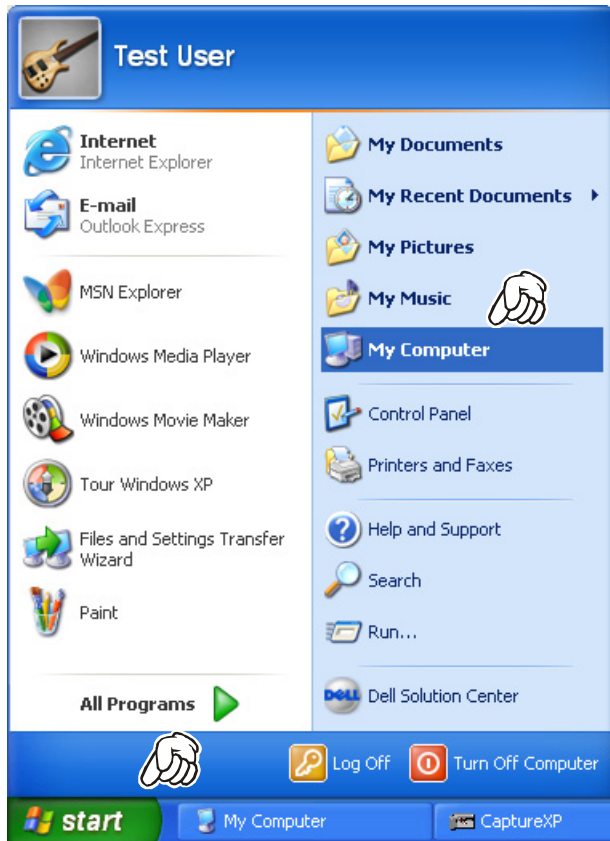 Test User
Internet
Internet Explorer
E-mail
Outlook Express
MSN Explorer
Windows Media Player
Windows Movie Maker
Tour Windows XP
Files and Settings Transfer
Wizard
Paint
All Programs
My Documents
My Recent Documents
My Pictures
My Music
My Computer
Control Panel
Printers and Faxes
Help and Support
Search
Run...
DELL Dell Solution Center
Log Off Turn Off Computer
start My Computer CaptureXP